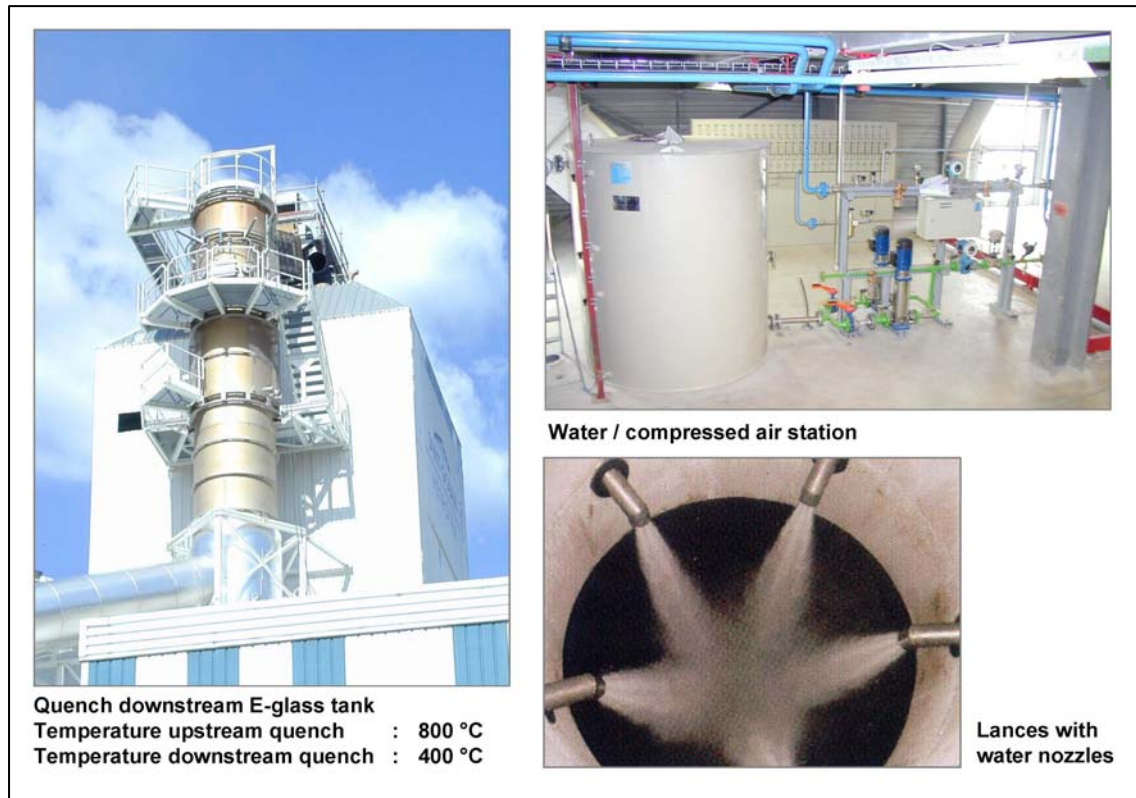 Quench downstream E-glass tank
Temperature upstream quench : 800 °C
Temperature downstream quench : 400 °C
Water / compressed air station
Lances with
water nozzles